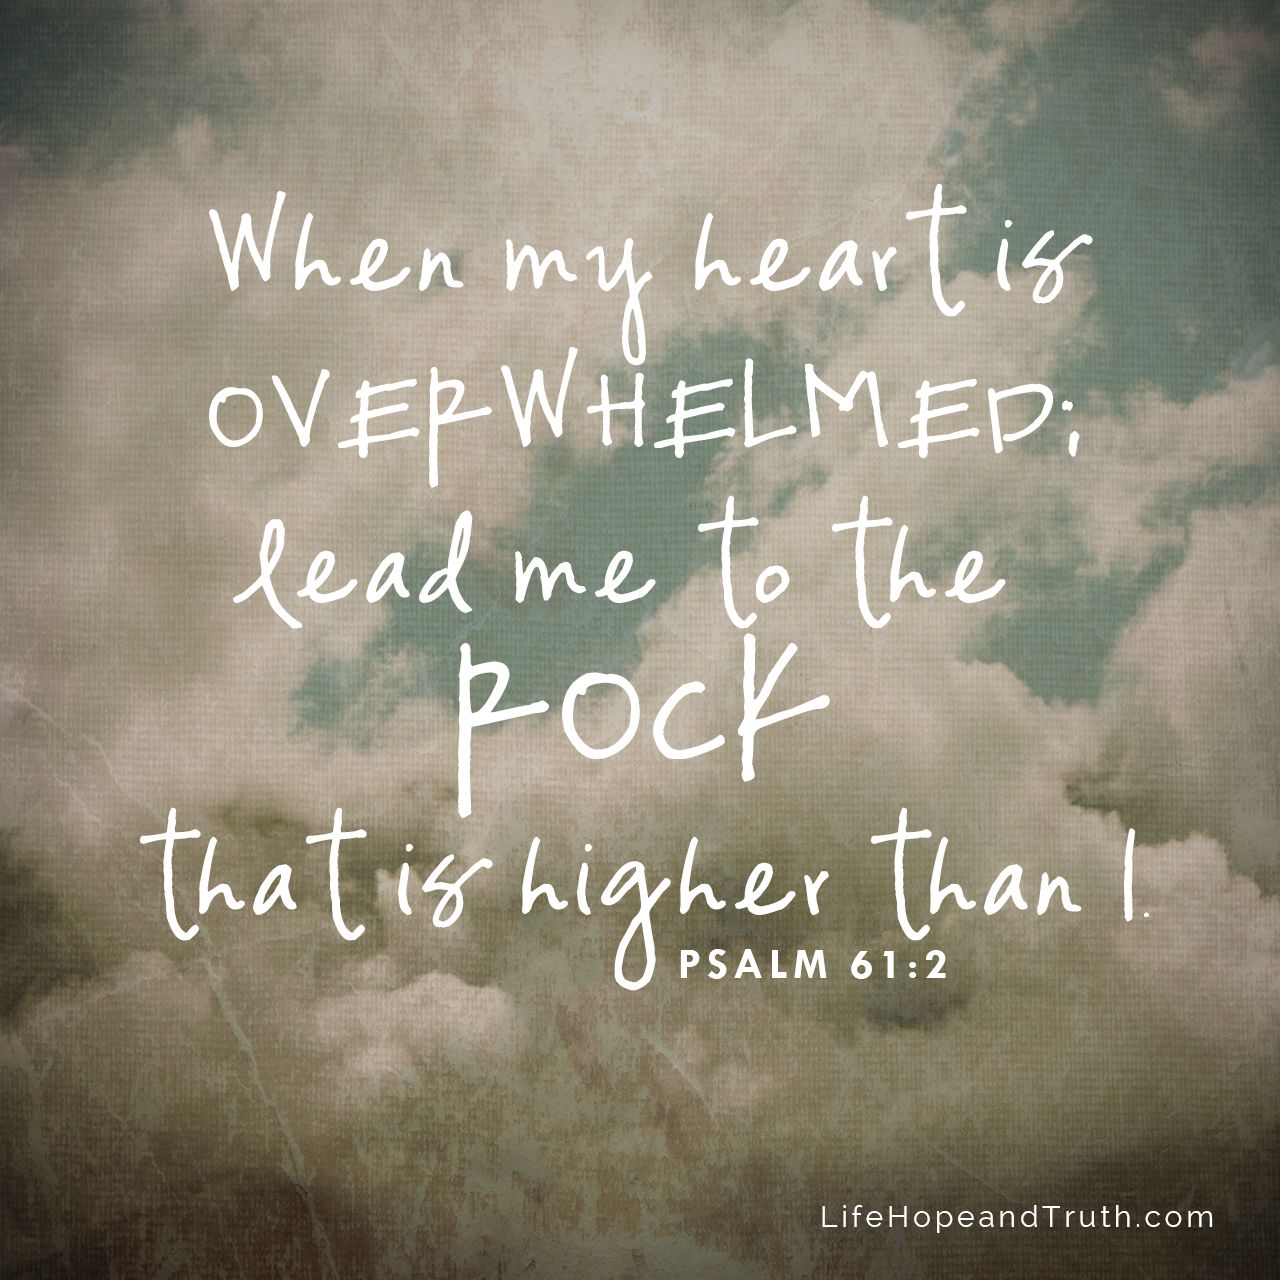 When my heart is
OVERWHELMED;
lead me to the
ROCK
that is higher than I.
PSALM 61:2
LifeHopeandTruth.com